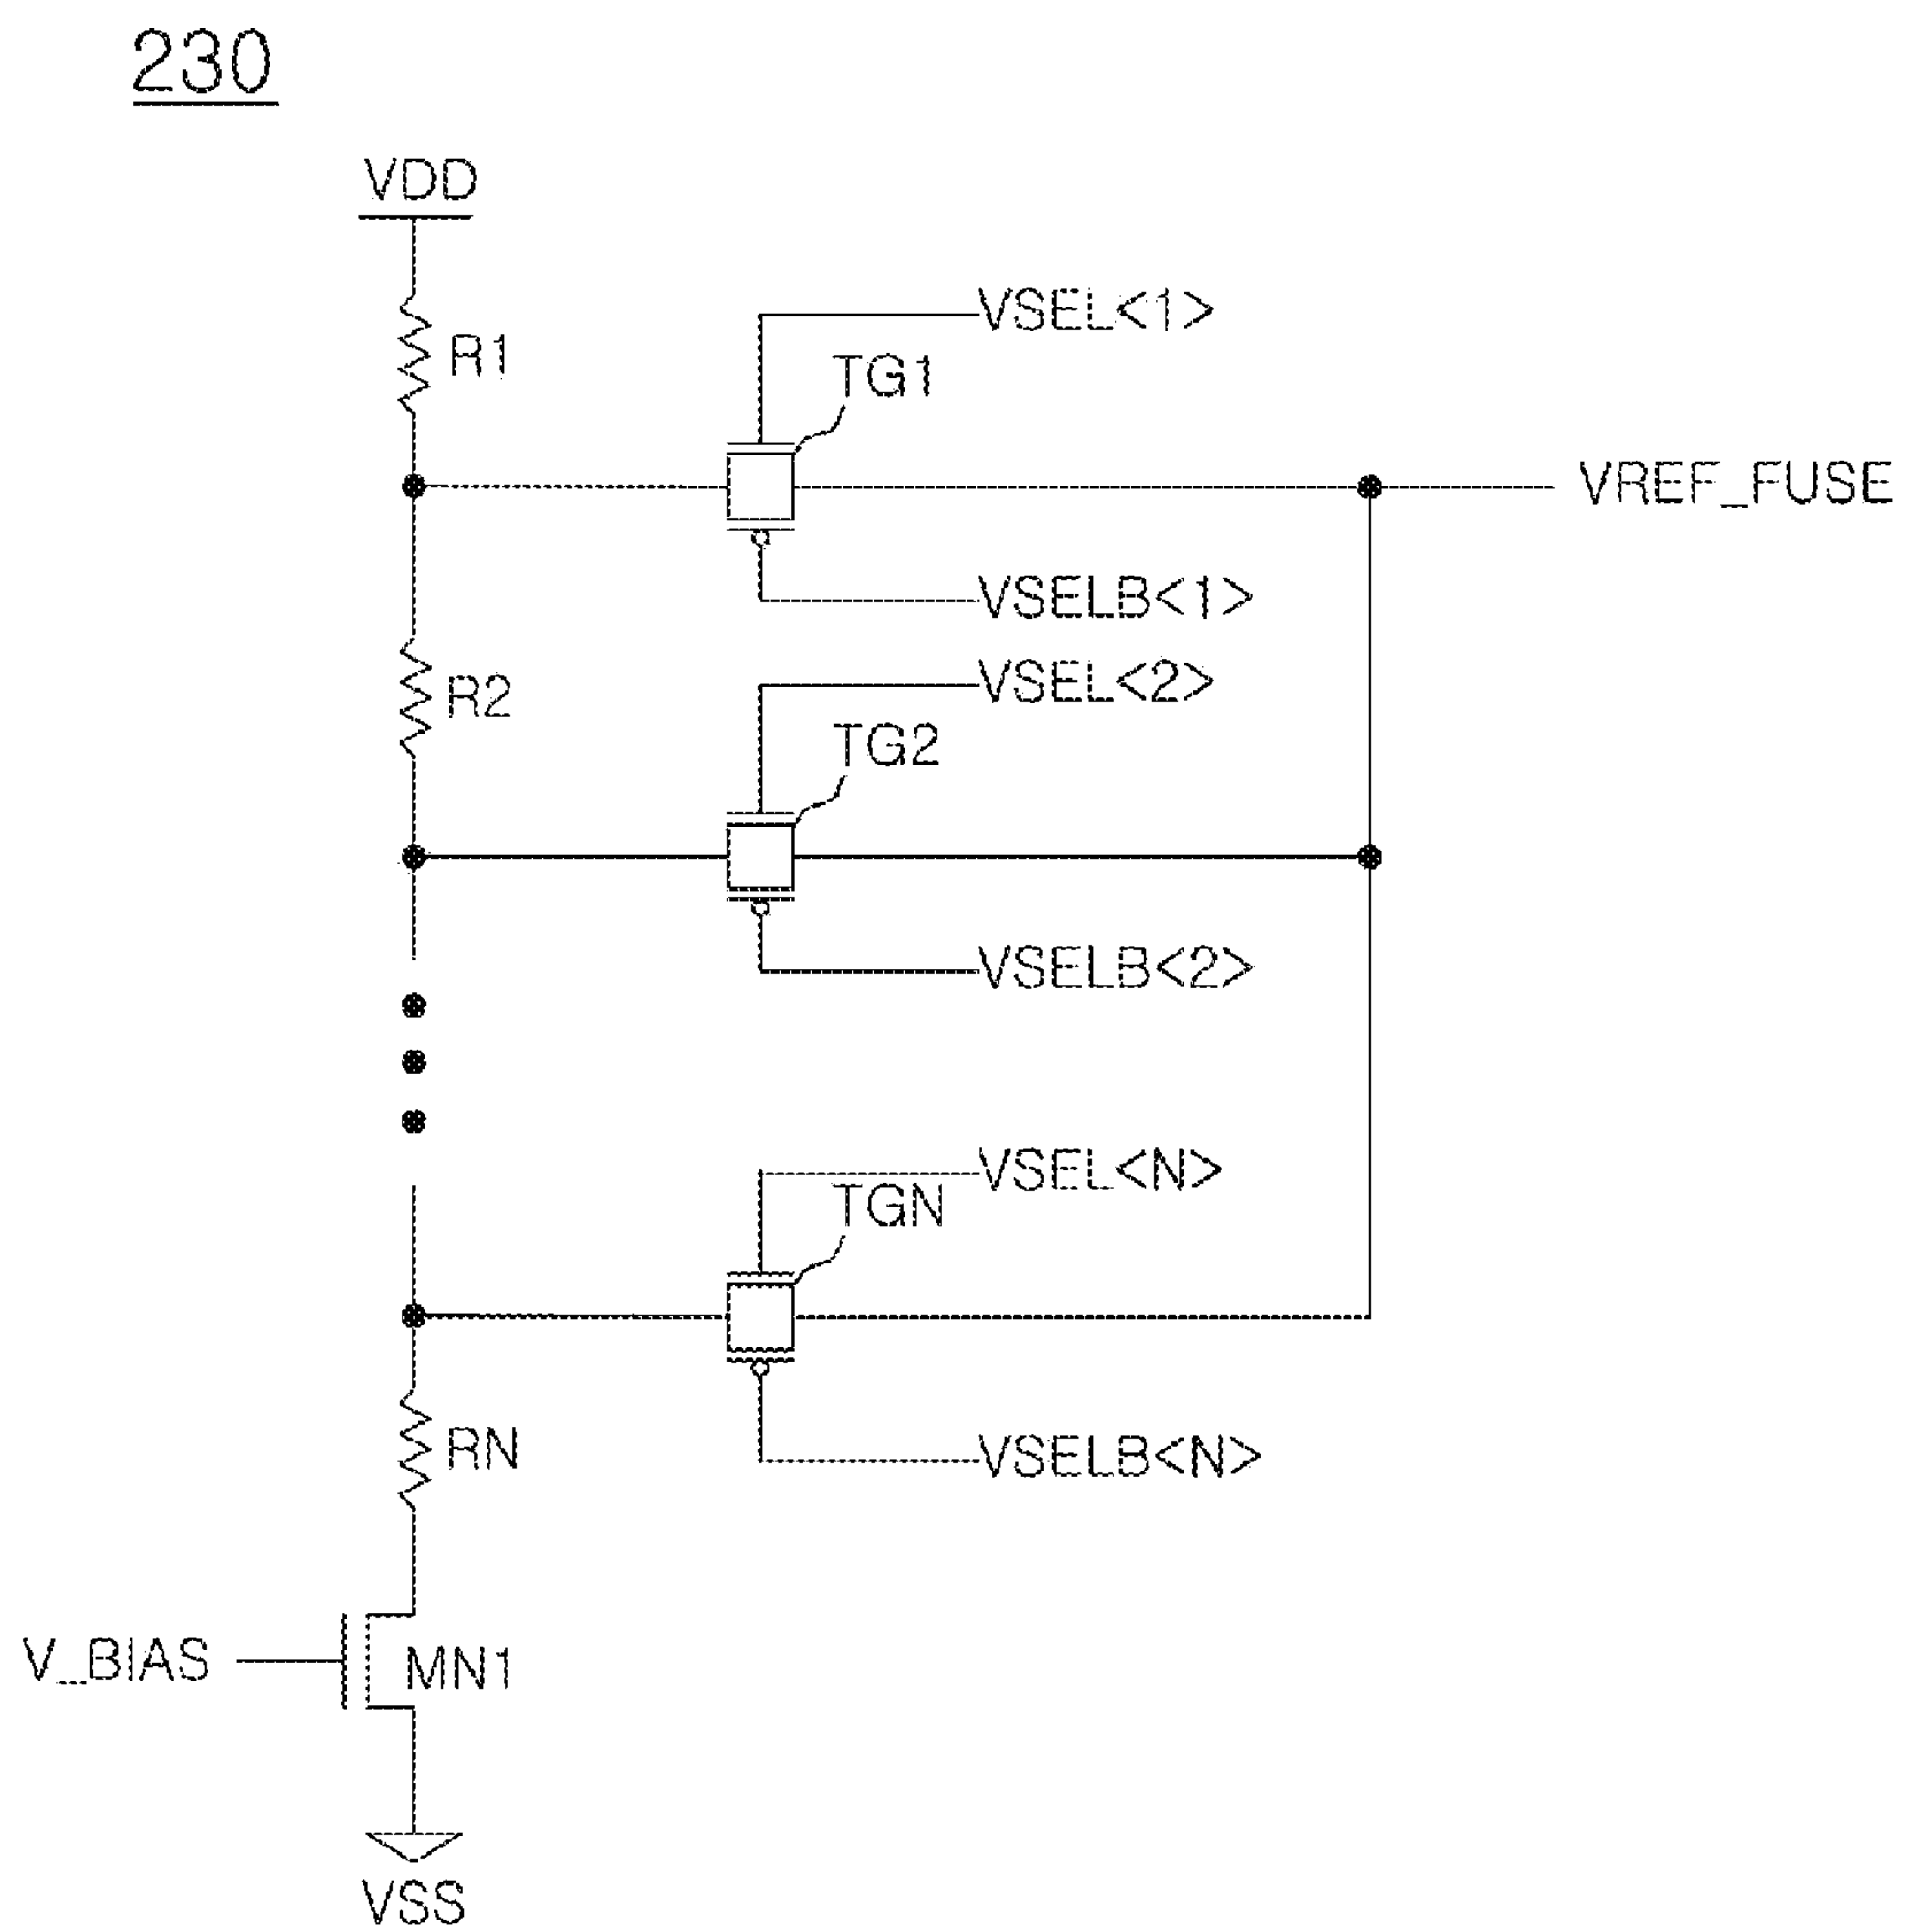 230
VDD
VSEL<1>
R1
TG1
VREF_FUSE
VSELB<1>
VSEL<2>
R2
TG2
VSELB<2>
VSEL<N>
TGN
RN
VSELB<N>
V_BIAS
MN1
VSS